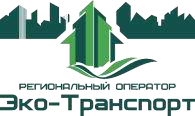 РЕГИОНАЛЬНЫЙ ОПЕРАТОР
Эко-Транспорт